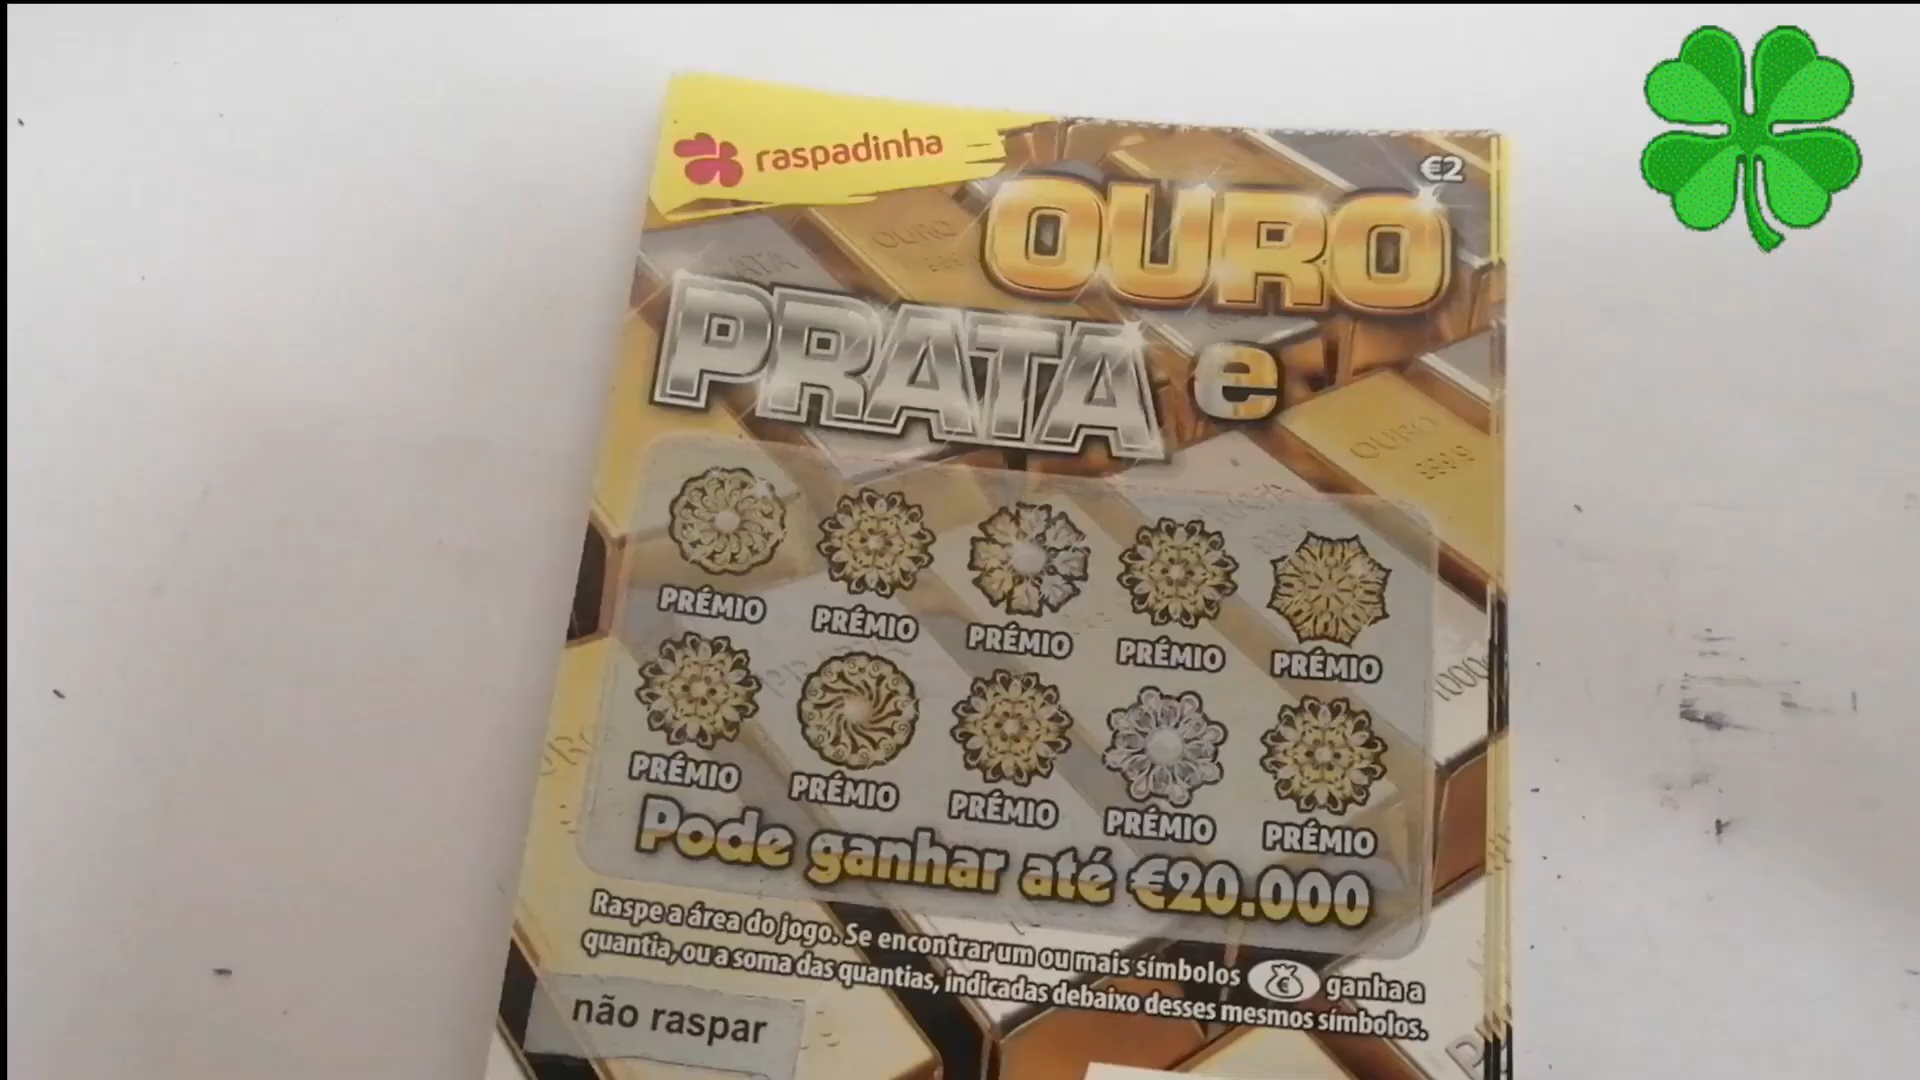 raspadinha
€2
OURO
PRATA e
OURO
OURO
PRÉMIO PRÉMIO PRÉMIO PRÉMIO PRÉMIO
PRÉMIO PRÉMIO PRÉMIO PRÉMIO PRÉMIO
Pode ganhar até €20.000
Raspe a área do jogo. Se encontrar um ou mais símbolos € ganha a
quantia, ou a soma das quantias, indicadas debaixo desses mesmos símbolos.
não raspar